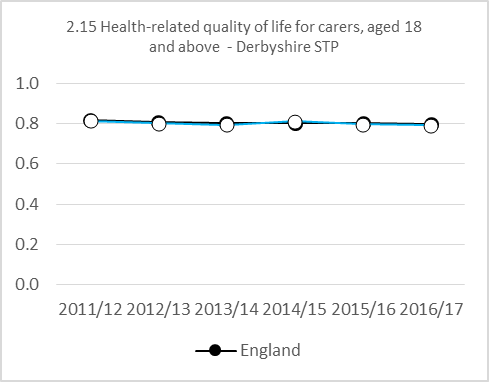 2.15 Health-related quality of life for carers, aged 18
and above - Derbyshire STP
1.0
0.8
0.6
0.4
0.2
0.0
2011/12 2012/13 2013/14 2014/15 2015/16 2016/17
England